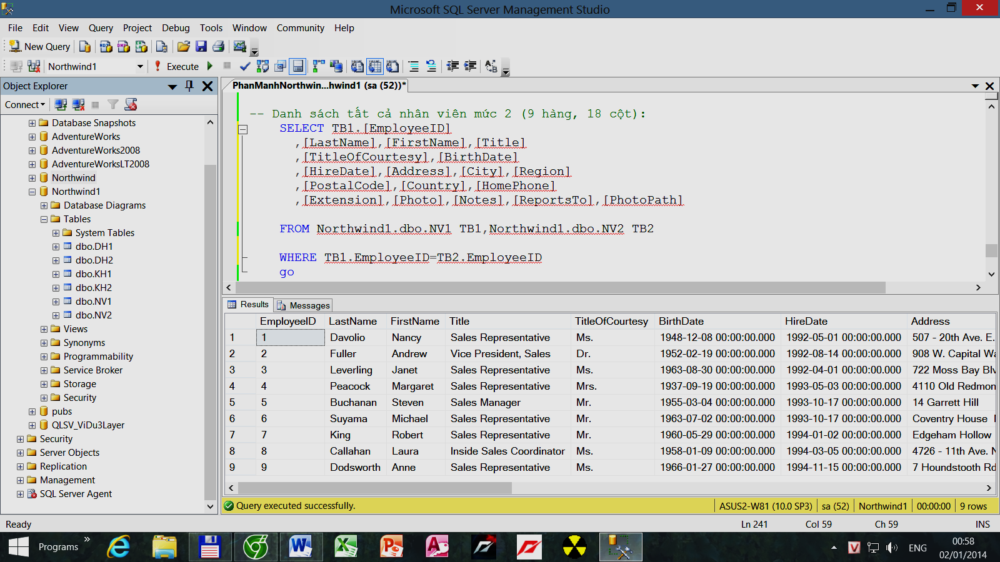 Microsoft SQL Server Management Studio
File Edit View Query Project Debug Tools Window Community Help
New Query
Northwind1 Execute
Object Explorer
Connect
Database Snapshots
AdventureWorks
AdventureWorks2008
AdventureWorksLT2008
Northwind
Northwind1
Database Diagrams
Tables
System Tables
dbo.DH1
dbo.DH2
dbo.KH1
dbo.KH2
dbo.NV1
dbo.NV2
Views
Synonyms
Programmability
Service Broker
Storage
Security
pubs
QLSV_ViDu3Layer
Security
Server Objects
Replication
Management
SQL Server Agent
PhanManhNorthwin...hwind1 (sa (52))*
-- Danh sách tất cả nhân viên mức 2 (9 hàng, 18 cột):
SELECT TB1.[EmployeeID]
,[LastName],[FirstName],[Title]
,[TitleOfCourtesy],[BirthDate]
,[HireDate],[Address],[City],[Region]
,[PostalCode],[Country],[HomePhone]
,[Extension],[Photo],[Notes],[ReportsTo],[PhotoPath]
FROM Northwind1.dbo.NV1 TB1,Northwind1.dbo.NV2 TB2
WHERE TB1.EmployeeID=TB2.EmployeeID
go
Results Messages
EmployeeID LastName FirstName Title TitleOfCourtesy BirthDate HireDate Address
1 1 Davolio Nancy Sales Representative Ms. 1948-12-08 00:00:00.000 1992-05-01 00:00:00.000 507 - 20th Ave. E.
2 2 Fuller Andrew Vice President, Sales Dr. 1952-02-19 00:00:00.000 1992-08-14 00:00:00.000 908 W. Capital Wa
3 3 Leverling Janet Sales Representative Ms. 1963-08-30 00:00:00.000 1992-04-01 00:00:00.000 722 Moss Bay Blv
4 4 Peacock Margaret Sales Representative Mrs. 1937-09-19 00:00:00.000 1993-05-03 00:00:00.000 4110 Old Redmon
5 5 Buchanan Steven Sales Manager Mr. 1955-03-04 00:00:00.000 1993-10-17 00:00:00.000 14 Garrett Hill
6 6 Suyama Michael Sales Representative Mr. 1963-07-02 00:00:00.000 1993-10-17 00:00:00.000 Coventry House
7 7 King Robert Sales Representative Mr. 1960-05-29 00:00:00.000 1994-01-02 00:00:00.000 Edgeham Hollow
8 8 Callahan Laura Inside Sales Coordinator Ms. 1958-01-09 00:00:00.000 1994-03-05 00:00:00.000 4726 - 11th Ave. N
9 9 Dodsworth Anne Sales Representative Ms. 1966-01-27 00:00:00.000 1994-11-15 00:00:00.000 7 Houndstooth Rd
Query executed successfully. ASUS2-W81 (10.0 SP3) sa (52) Northwind1 00:00:00 9 rows
Ready Ln 241 Col 59 Ch 59 INS
Programs ENG 00:58
02/01/2014